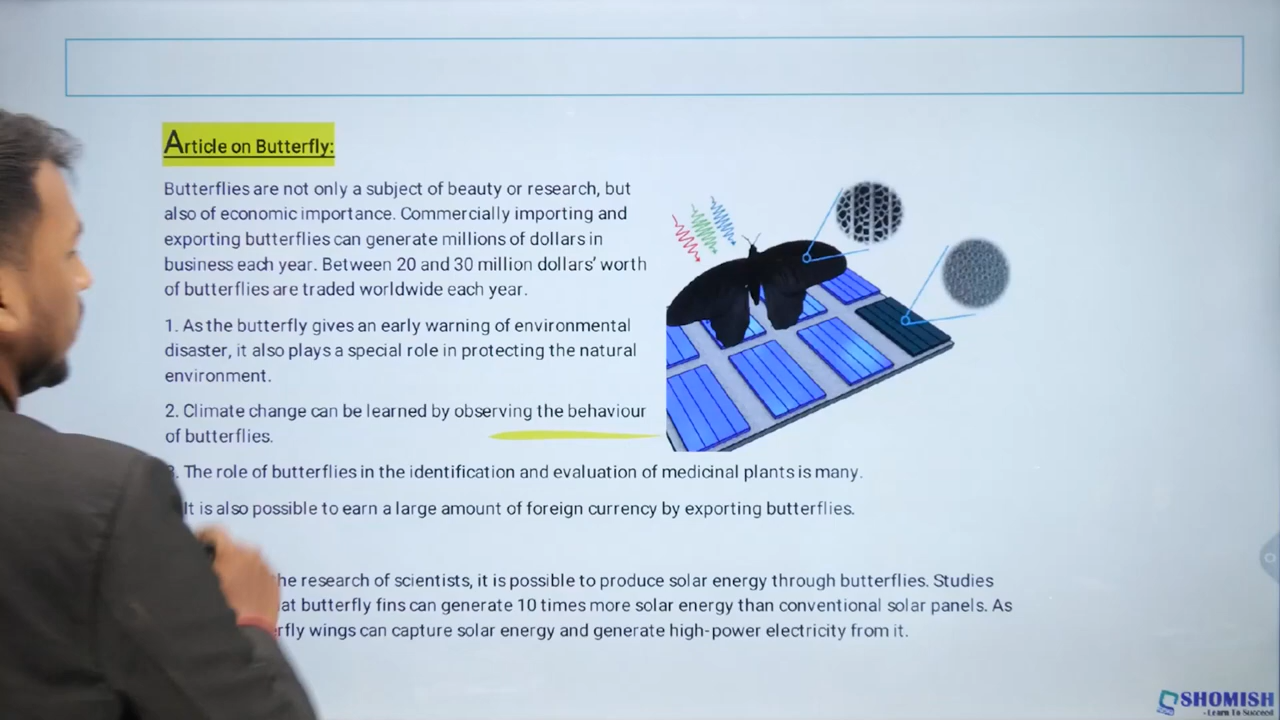 Article on Butterfly:
Butterflies are not only a subject of beauty or research, but
also of economic importance. Commercially importing and
exporting butterflies can generate millions of dollars in
business each year. Between 20 and 30 million dollars' worth
of butterflies are traded worldwide each year.
1. As the butterfly gives an early warning of environmental
disaster, it also plays a special role in protecting the natural
environment.
2. Climate change can be learned by observing the behaviour
of butterflies.
The role of butterflies in the identification and evaluation of medicinal plants is many.
It is also possible to earn a large amount of foreign currency by exporting butterflies.
research of scientists, it is possible to produce solar energy through butterflies. Studies
butterfly fins can generate 10 times more solar energy than conventional solar panels. As
wings can capture solar energy and generate high-power electricity from it.
SHOMISH
- Learn To Succeed